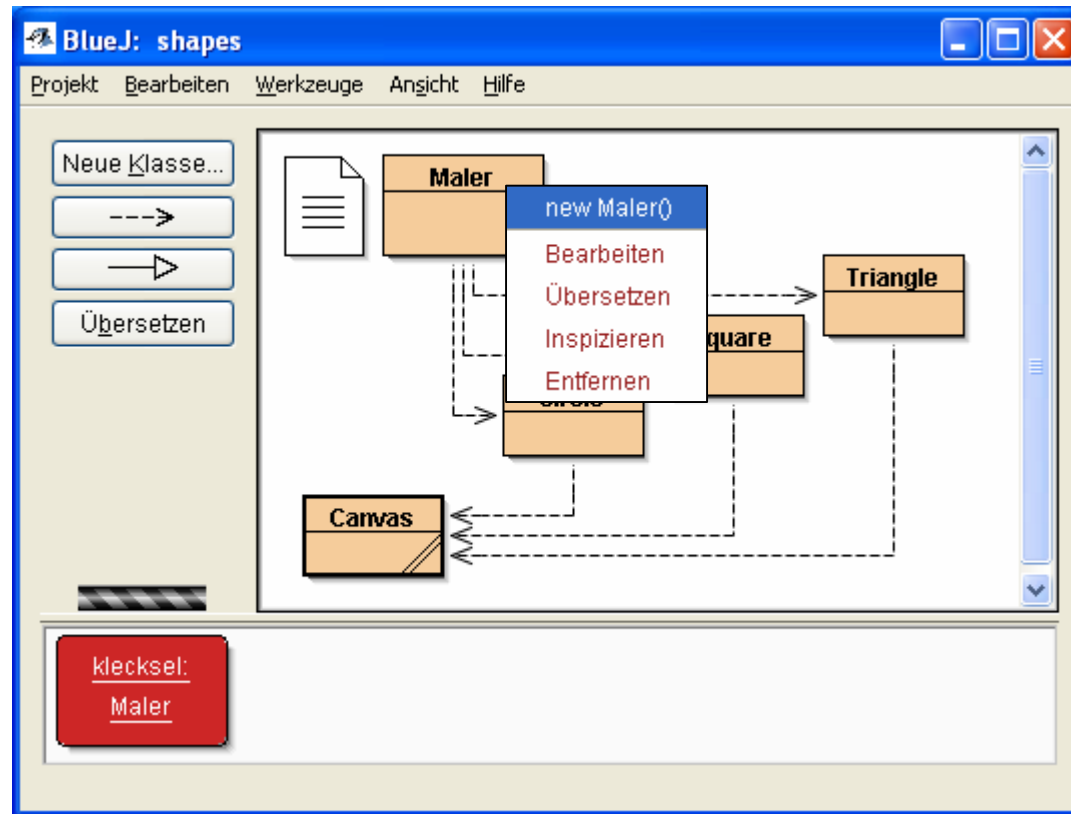 BlueJ: shapes
Projekt Bearbeiten Werkzeuge Ansicht Hilfe
Neue Klasse...
Übersetzen
Maler
new Maler()
Bearbeiten
Übersetzen
Inspizieren
Entfernen
Triangle
quare
Canvas
klecksel:
Maler